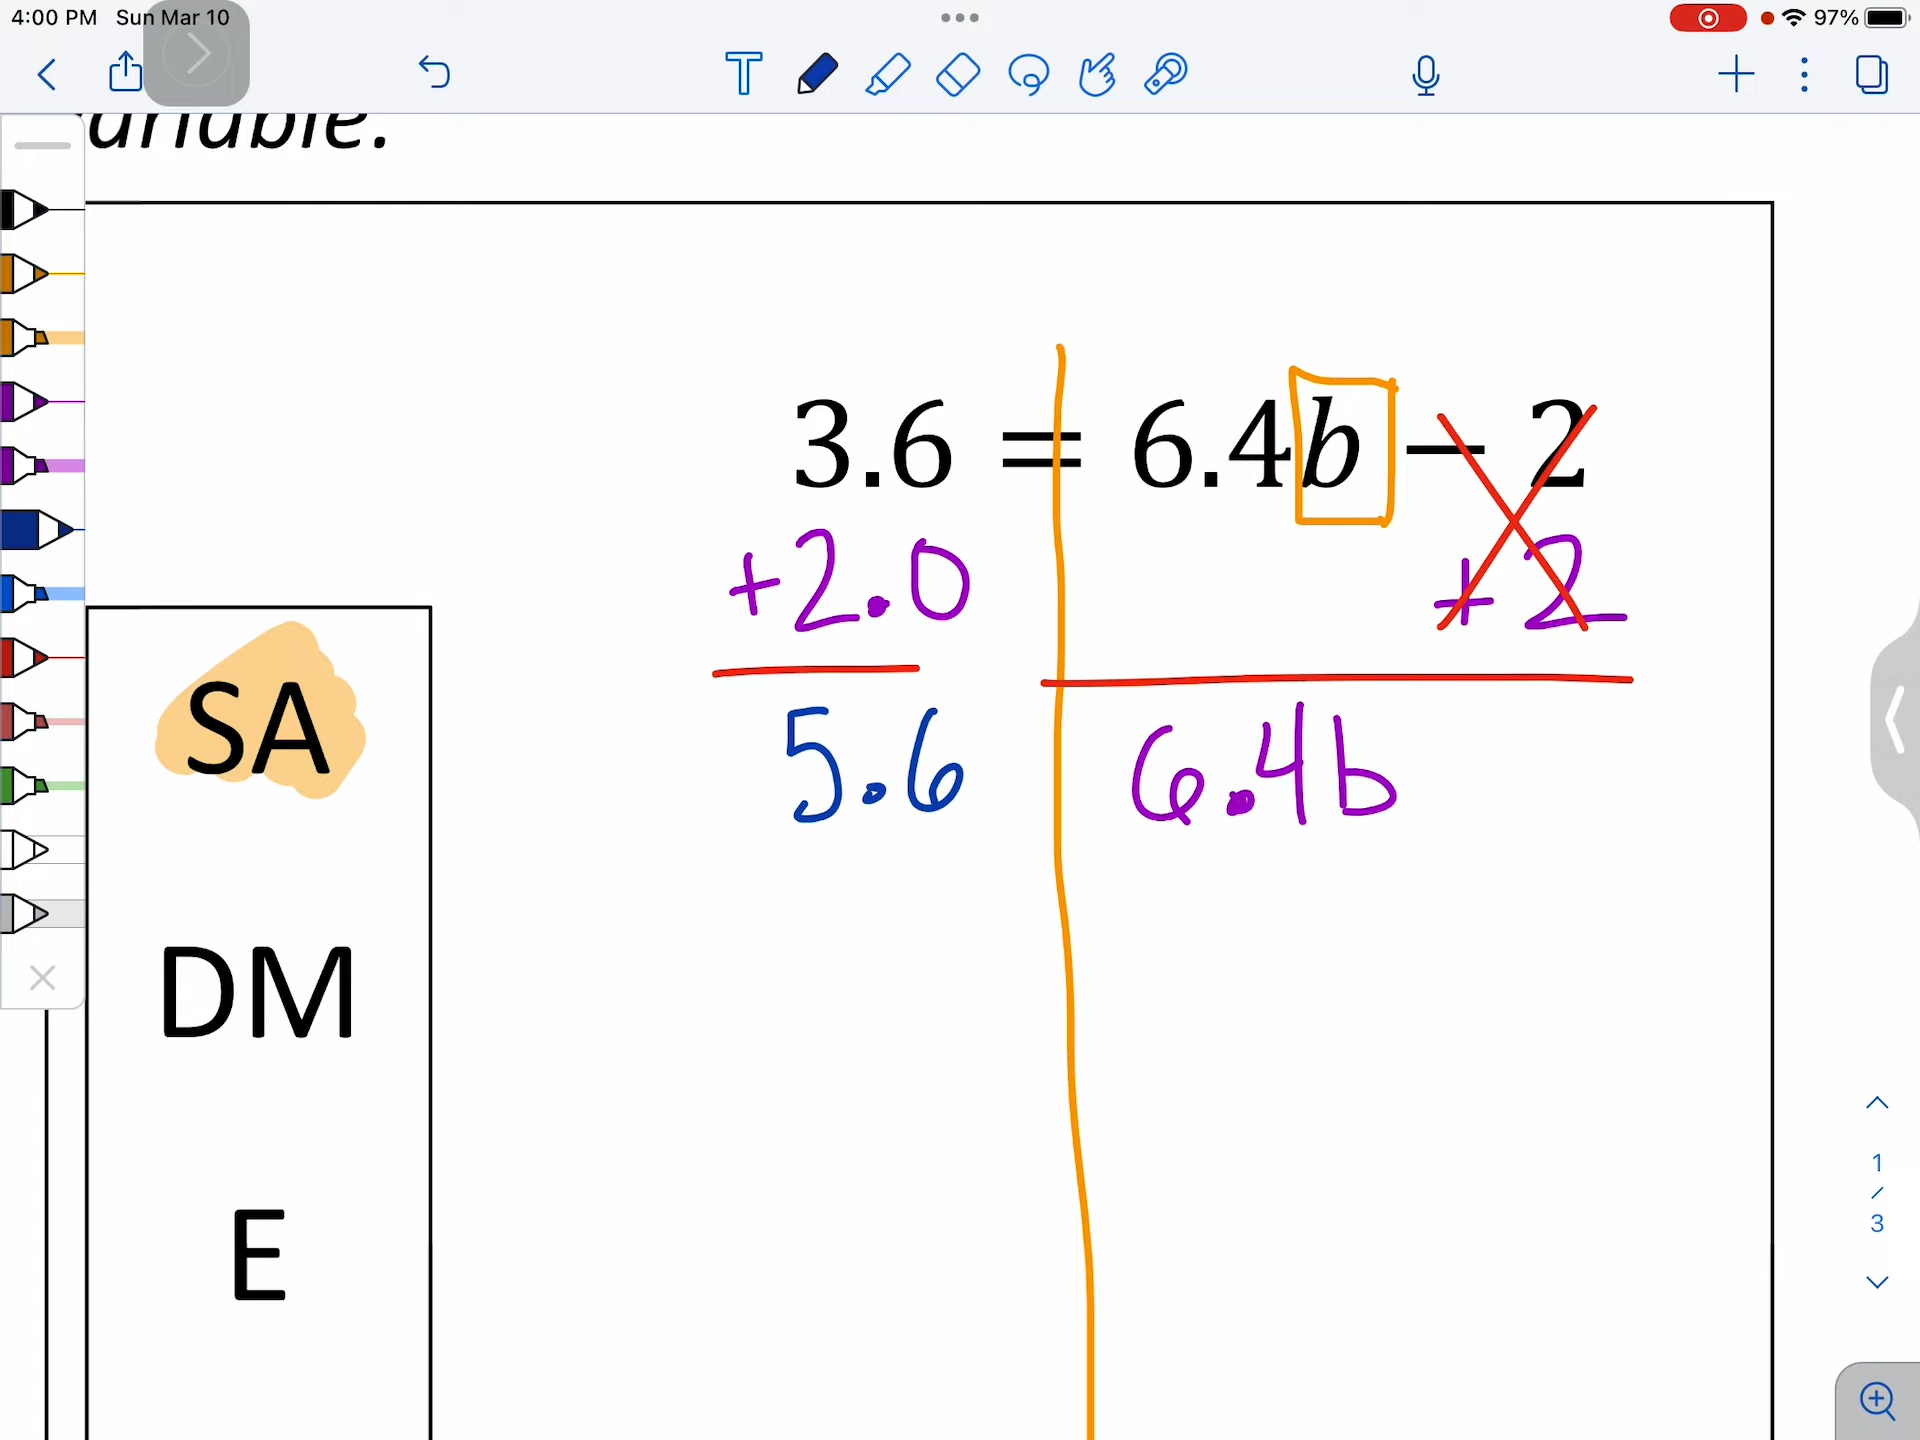 4:00 PM Sun Mar 10
97%
T
ariable.
3.6 = 6.4b − 2
+2.0 + 2
5.6 6.4b
SA
DM
E
1
/
3